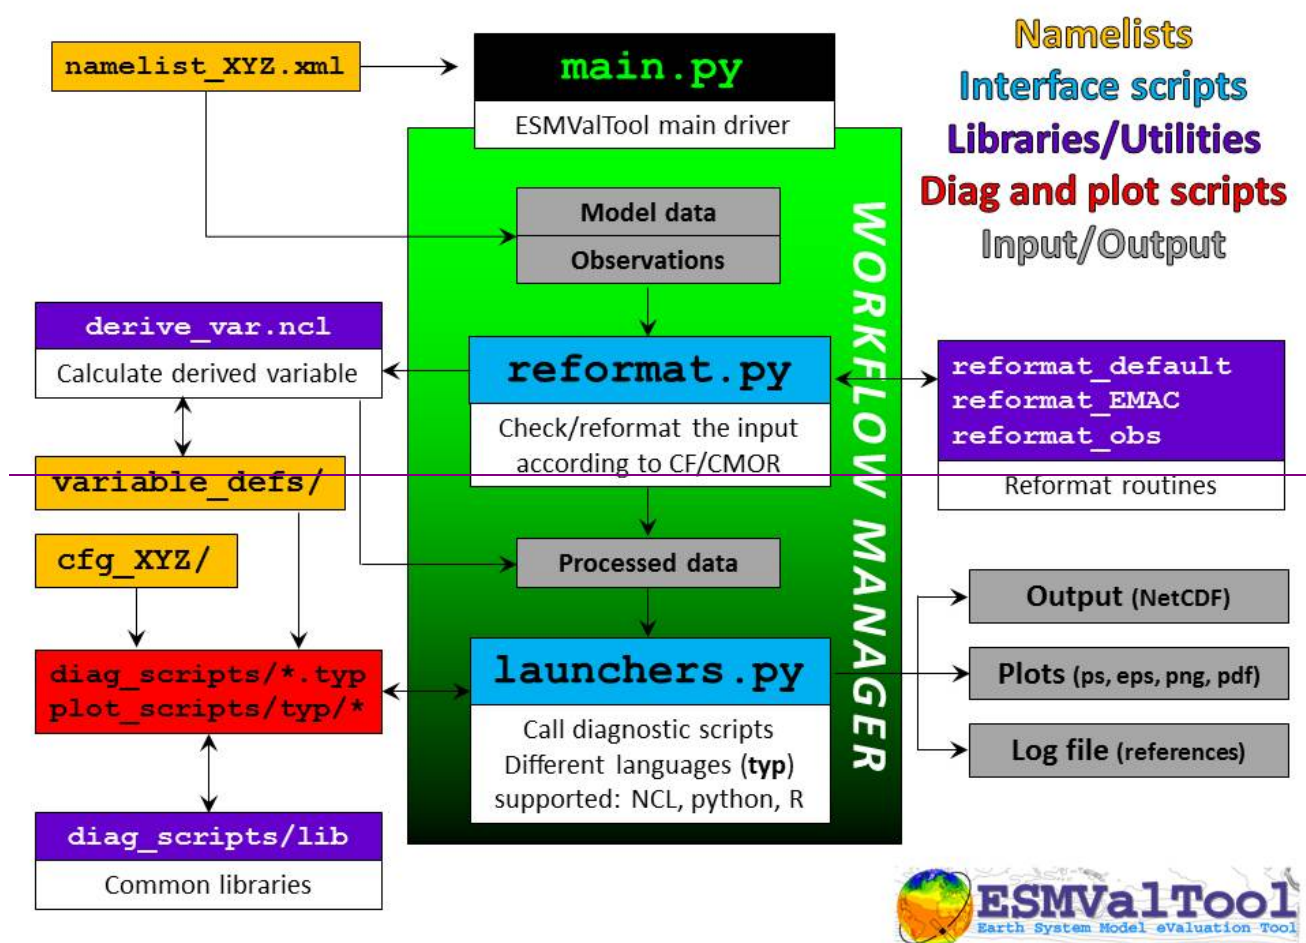 namelist_XYZ.xml
main.py
ESMValTool main driver
Namelists
Interface scripts
Libraries/Utilities
Diag and plot scripts
Input/Output
WORKFLOW MANAGER
Model data
Observations
derive_var.ncl
Calculate derived variable
reformat.py
Check/reformat the input
according to CF/CMOR
reformat_default
reformat_EMAC
reformat_obs
Reformat routines
variable_defs/
cfg_XYZ/
Processed data
diag_scripts/*.typ
plot_scripts/typ/*
launchers.py
Call diagnostic scripts
Different languages (typ)
supported: NCL, python, R
Output (NetCDF)
Plots (ps, eps, png, pdf)
Log file (references)
diag_scripts/lib
Common libraries
ESMValTool
Earth System Model eValuation Tool